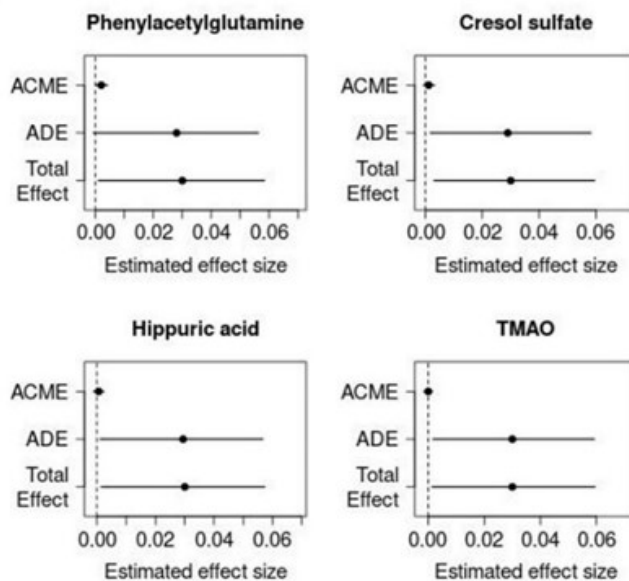 Phenylacetylglutamine
ACME
ADE
Total
Effect
0.00 0.02 0.04 0.06
Estimated effect size
Cresol sulfate
ACME
ADE
Total
Effect
0.00 0.02 0.04 0.06
Estimated effect size
Hippuric acid
ACME
ADE
Total
Effect
0.00 0.02 0.04 0.06
Estimated effect size
TMAO
ACME
ADE
Total
Effect
0.00 0.02 0.04 0.06
Estimated effect size